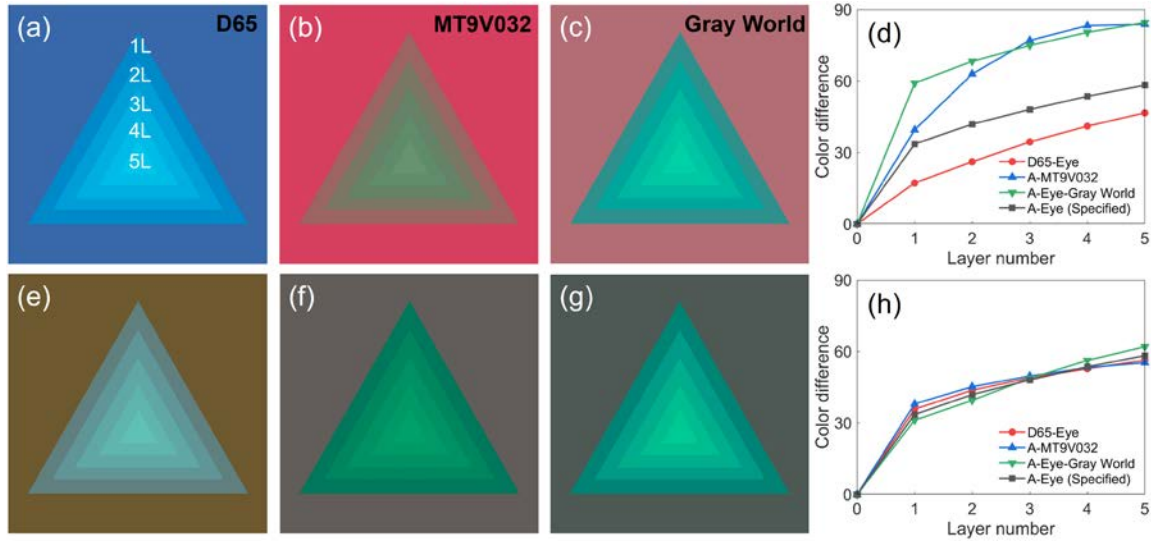 (a) D65
1L
2L
3L
4L
5L
(b) MT9V032
(c) Gray World
(d)
90
60
30
0
Color difference
D65-Eye
A-MT9V032
A-Eye-Gray World
A-Eye (Specified)
0 1 2 3 4 5
Layer number
(e)
(f)
(g)
(h)
90
60
30
0
Color difference
D65-Eye
A-MT9V032
A-Eye-Gray World
A-Eye (Specified)
0 1 2 3 4 5
Layer number